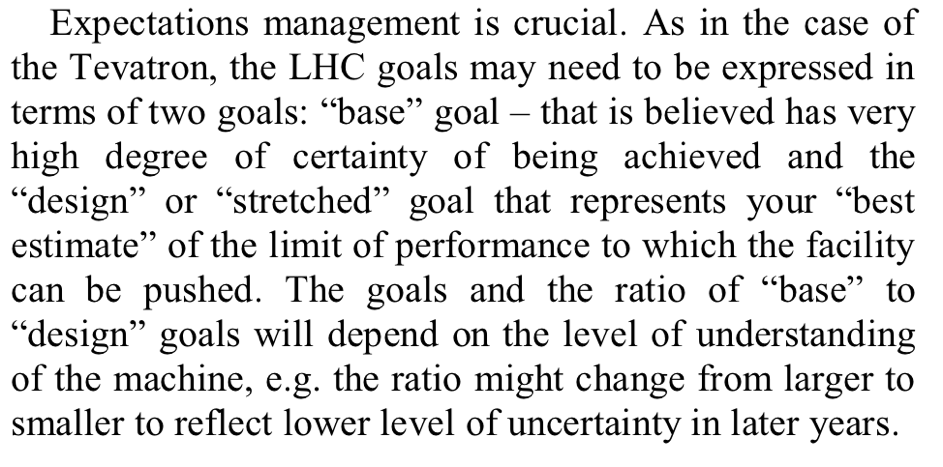 Expectations management is crucial. As in the case of
the Tevatron, the LHC goals may need to be expressed in
terms of two goals: “base” goal – that is believed has very
high degree of certainty of being achieved and the
“design” or “stretched” goal that represents your “best
estimate” of the limit of performance to which the facility
can be pushed. The goals and the ratio of “base” to
“design” goals will depend on the level of understanding
of the machine, e.g. the ratio might change from larger to
smaller to reflect lower level of uncertainty in later years.